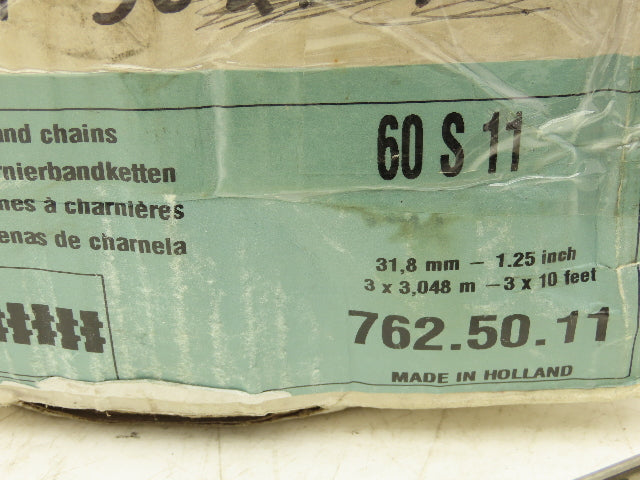 and chains
rnierbandketten
nes à charnières
enas de charnela
60 S 11
31,8 mm – 1.25 inch
3 x 3,048 m – 3 x 10 feet
762.50.11
MADE IN HOLLAND